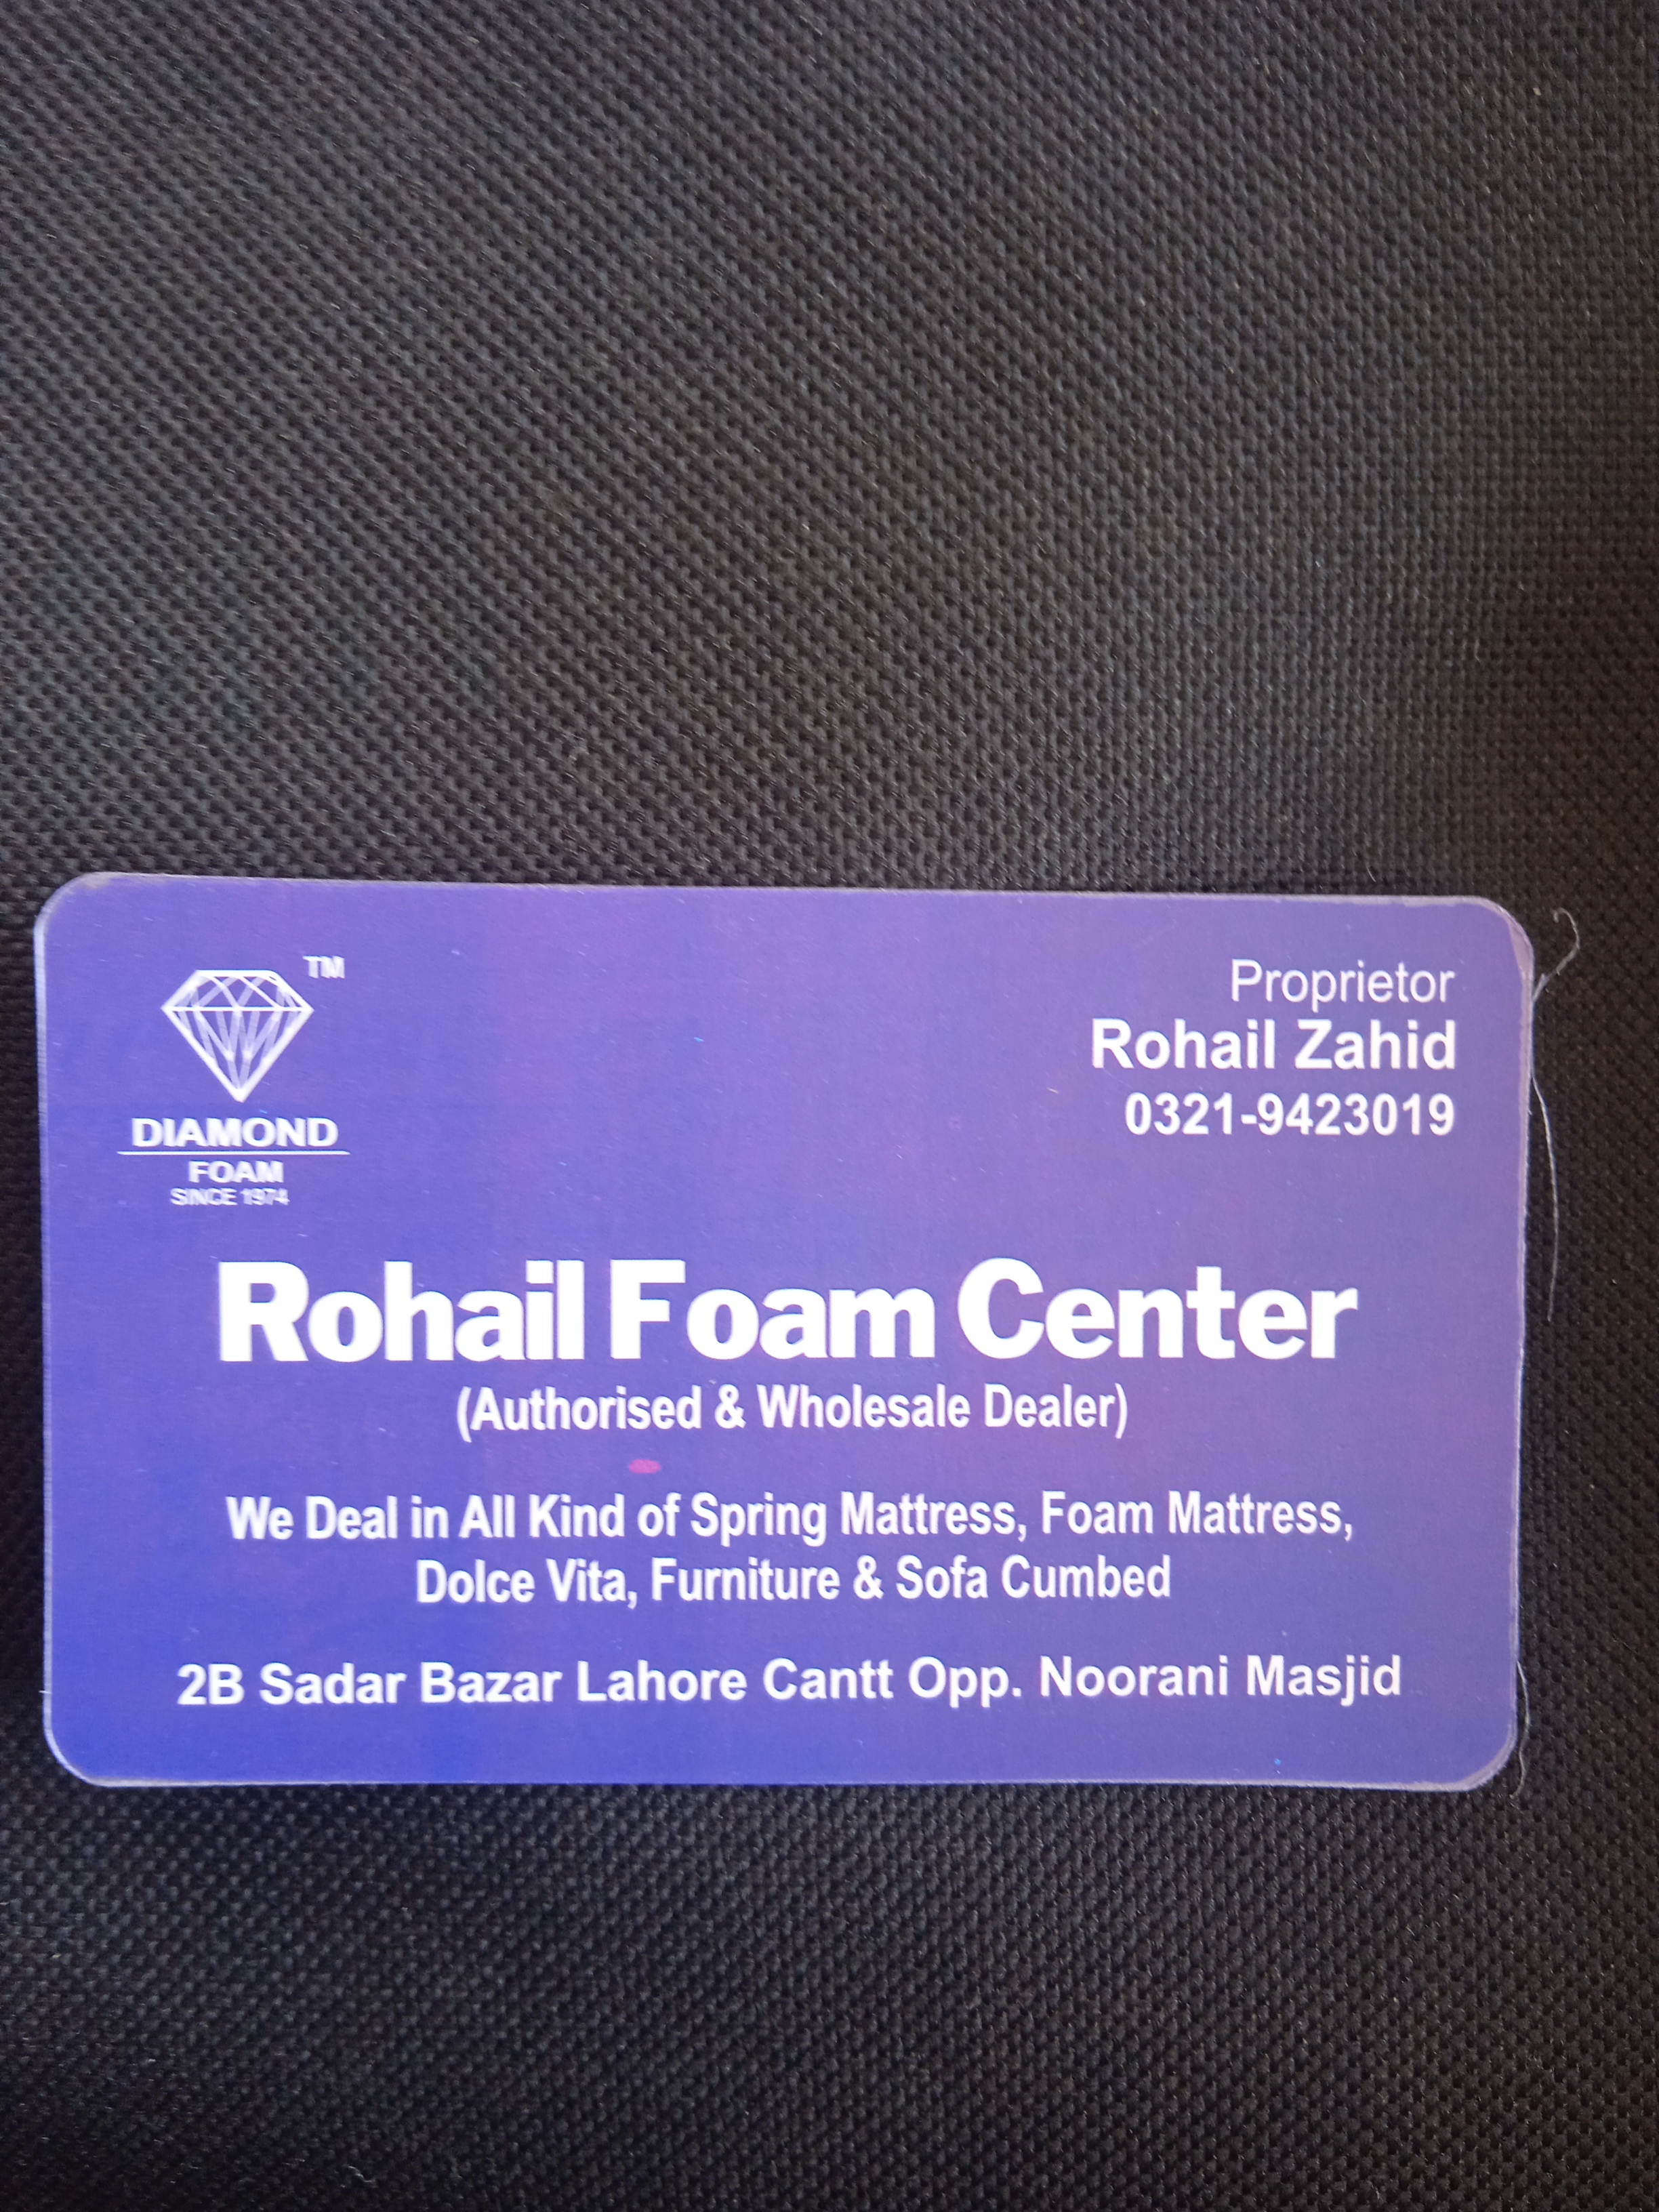 TM
DIAMOND
FOAM
SINCE 1974
Proprietor
Rohail Zahid
0321-9423019
Rohail Foam Center
(Authorised & Wholesale Dealer)
We Deal in All Kind of Spring Mattress, Foam Mattress,
Dolce Vita, Furniture & Sofa Cumbed
2B Sadar Bazar Lahore Cantt Opp. Noorani Masjid